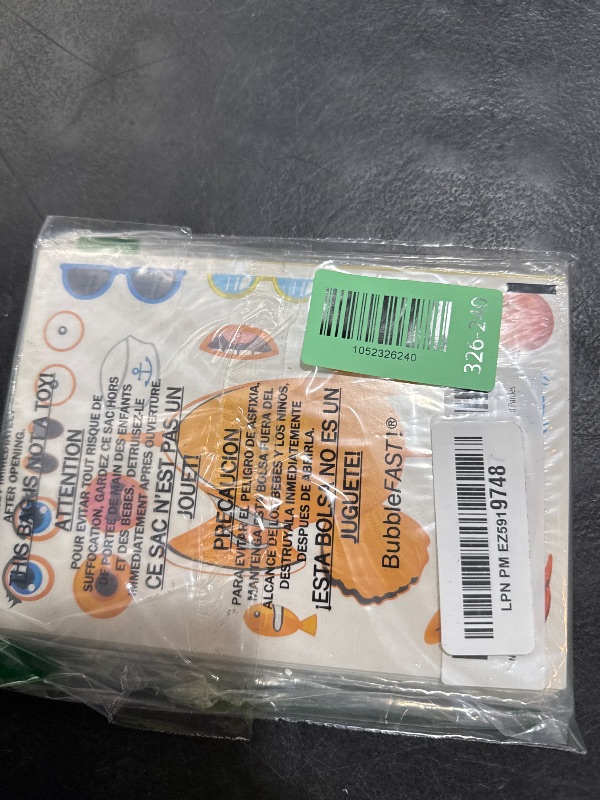 AFTER OPENING.
THIS BAG IS NOT A TOY!
ATTENTION
POUR EVITAR TOUT RISQUE DE
SUFFOCATION, GARDEZ CE SAC HORS
DE PORTEE DE MAIN DES ENFANTS
ET DES BEBES. DETRUISEZ-LE
IMMEDIATEMENT APRES OUVERTURE.
CE SAC N'EST PAS UN
JOUET!
PRECAUCION
PARA EVITAR EL PELIGRO DE ASFIXIA,
MANTENGA ESTA BOLSA FUERA DEL
ALCANCE DE LOS BEBES Y LOS NINOS,
DESTRUYALA INMEDIATEMENTE
DESPUES DE ABRIRLA.
¡ESTA BOLSA NO ES UN
JUGUETE!
BubbleFAST!®
1052326240
326-240
LPN PM EZ5919748